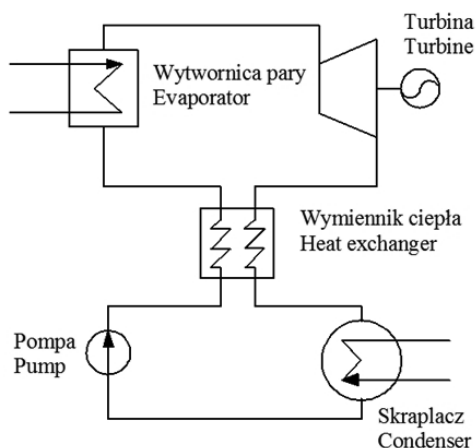 Turbina
Turbine
Wytwornica pary
Evaporator
Wymiennik ciepła
Heat exchanger
Pompa
Pump
Skraplacz
Condenser